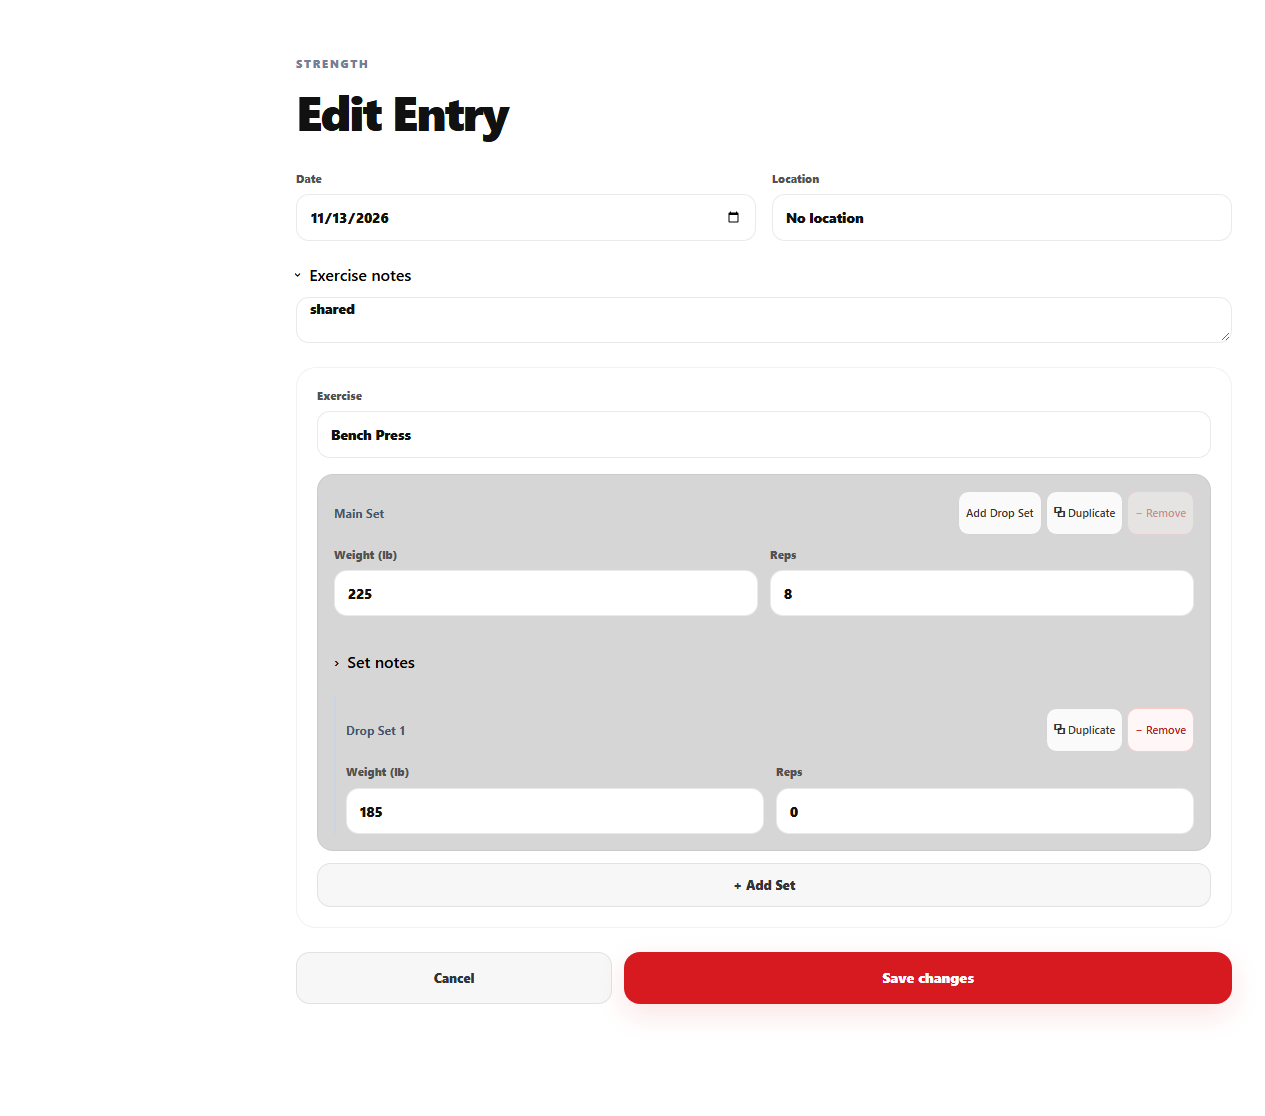 STRENGTH
Edit Entry
Date
Location
11/13/2026
No location
Exercise notes
shared
Exercise
Bench Press
Main Set
Add Drop Set
Duplicate
− Remove
Weight (lb)
Reps
225
8
Set notes
Drop Set 1
Duplicate
− Remove
Weight (lb)
Reps
185
0
+ Add Set
Cancel
Save changes